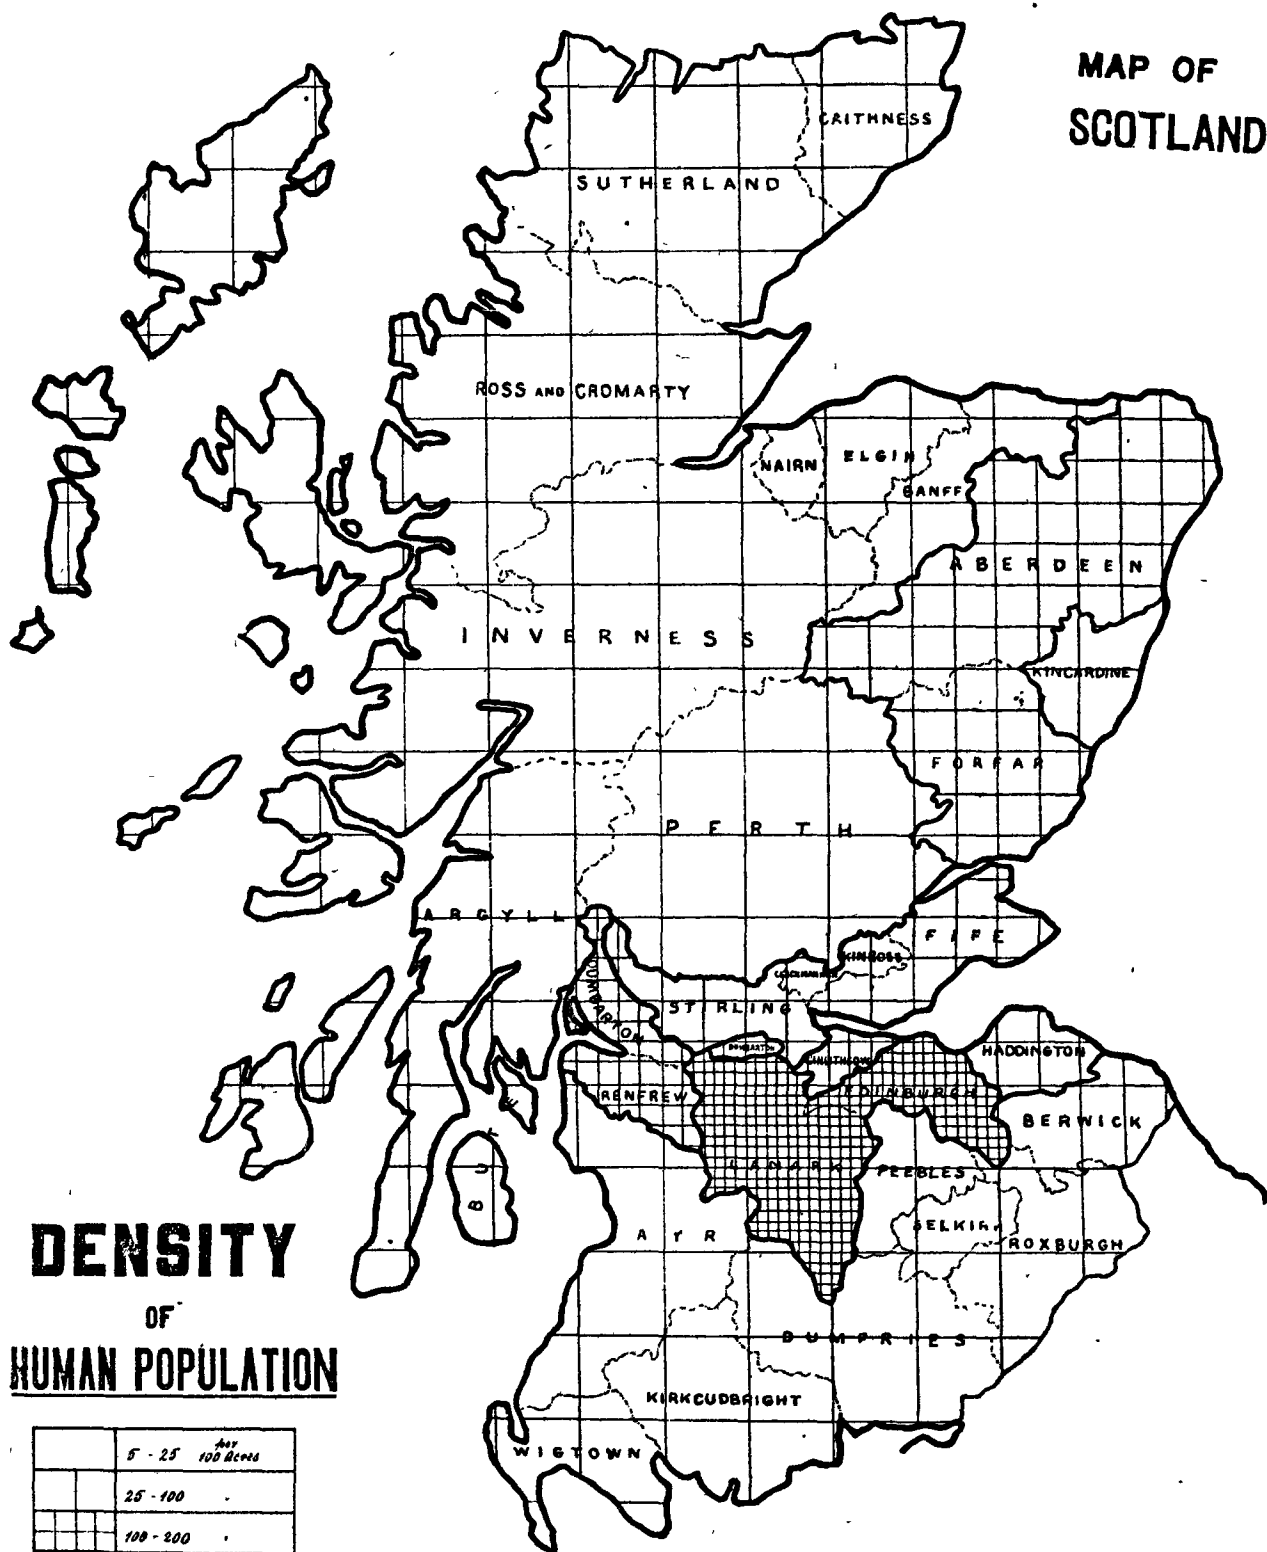 MAP OF
SCOTLAND
CAITHNESS
SUTHERLAND
ROSS AND CROMARTY
NAIRN
ELGIN
BANFF
ABERDEEN
INVERNESS
KINCARDINE
FORFAR
PERTH
ARGYLL
FIFE
KINROSS
CLACKMANNAN
STIRLING
DUMBARTON
DUMBARTON
LINLITHGOW
EDINBURGH
HADDINGTON
RENFREW
BERWICK
LANARK
PEEBLES
BUTE
AYR
SELKIRK
ROXBURGH
DUMFRIES
KIRKCUDBRIGHT
WIGTOWN
DENSITY
OF
HUMAN POPULATION
5 - 25 per 100 Acres
25 - 100 "
100 - 200 "